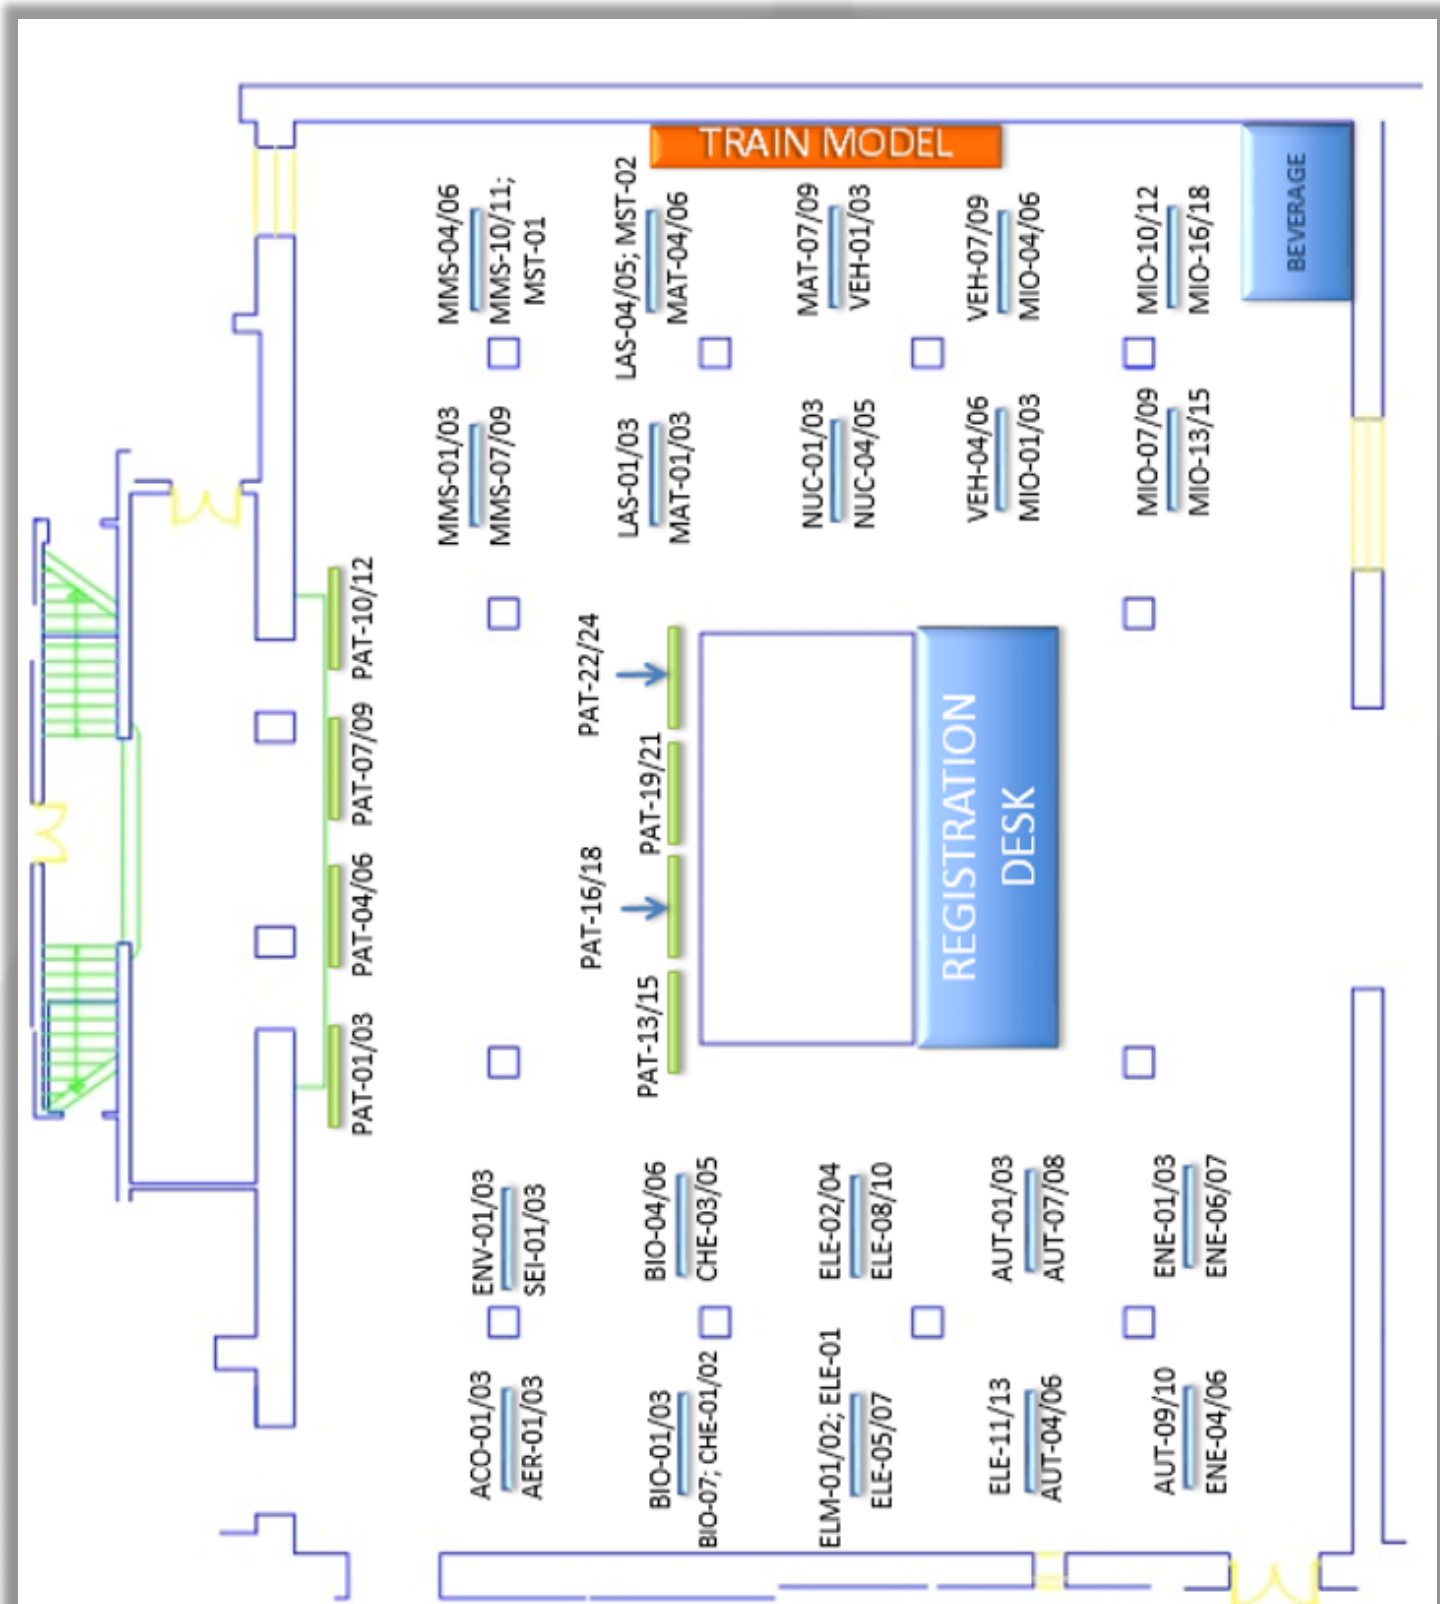 TRAIN MODEL
BEVERAGE
MMS-04/06
MMS-10/11;
MST-01
LAS-04/05; MST-02
MAT-04/06
MAT-07/09
VEH-01/03
VEH-07/09
MIO-04/06
MIO-10/12
MIO-16/18
MMS-01/03
MMS-07/09
LAS-01/03
MAT-01/03
NUC-01/03
NUC-04/05
VEH-04/06
MIO-01/03
MIO-07/09
MIO-13/15
PAT-10/12
PAT-07/09
PAT-04/06
PAT-01/03
PAT-22/24
PAT-19/21
PAT-16/18
PAT-13/15
REGISTRATION
DESK
ENV-01/03
SEI-01/03
BIO-04/06
CHE-03/05
ELE-02/04
ELE-08/10
AUT-01/03
AUT-07/08
ENE-01/03
ENE-06/07
ACO-01/03
AER-01/03
BIO-01/03
BIO-07; CHE-01/02
ELM-01/02; ELE-01
ELE-05/07
ELE-11/13
AUT-04/06
AUT-09/10
ENE-04/06